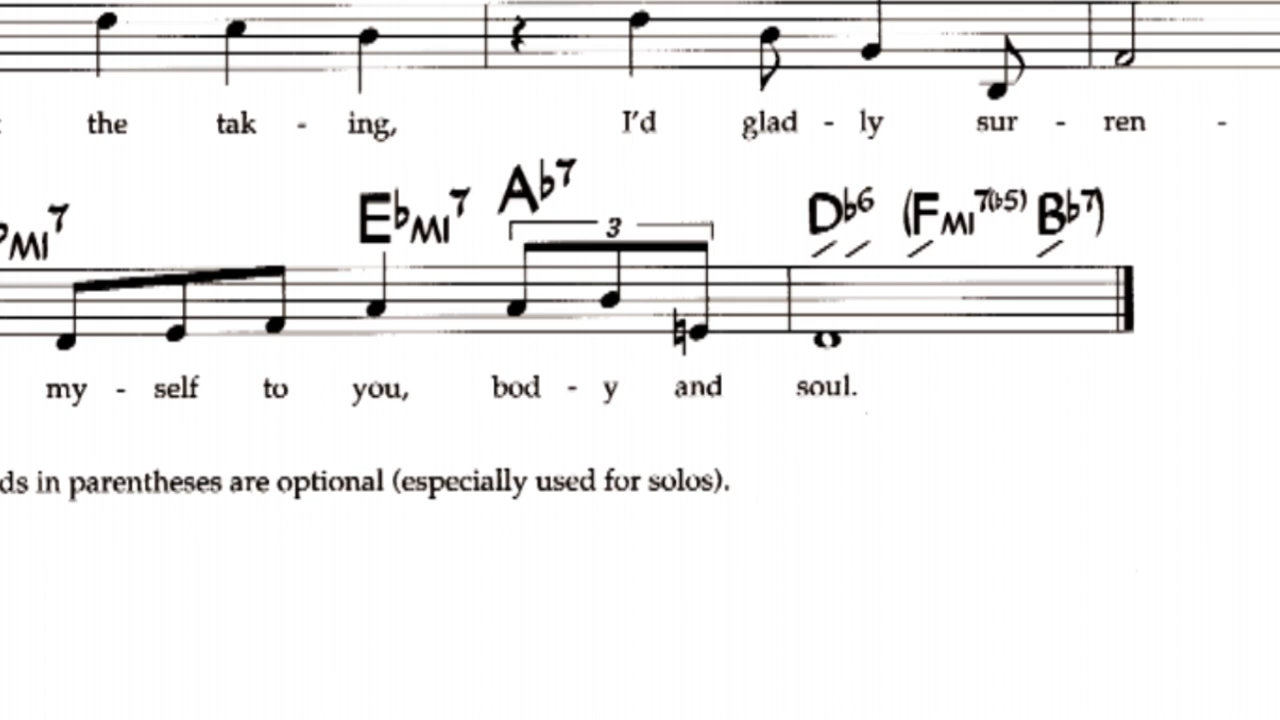 the tak - ing, I'd glad - ly sur - ren -
MI7 E♭MI7 A♭7 3 D♭6 (FMI7(♭5) B♭7)
my - self to you, bod - y and soul.
in parentheses are optional (especially used for solos).